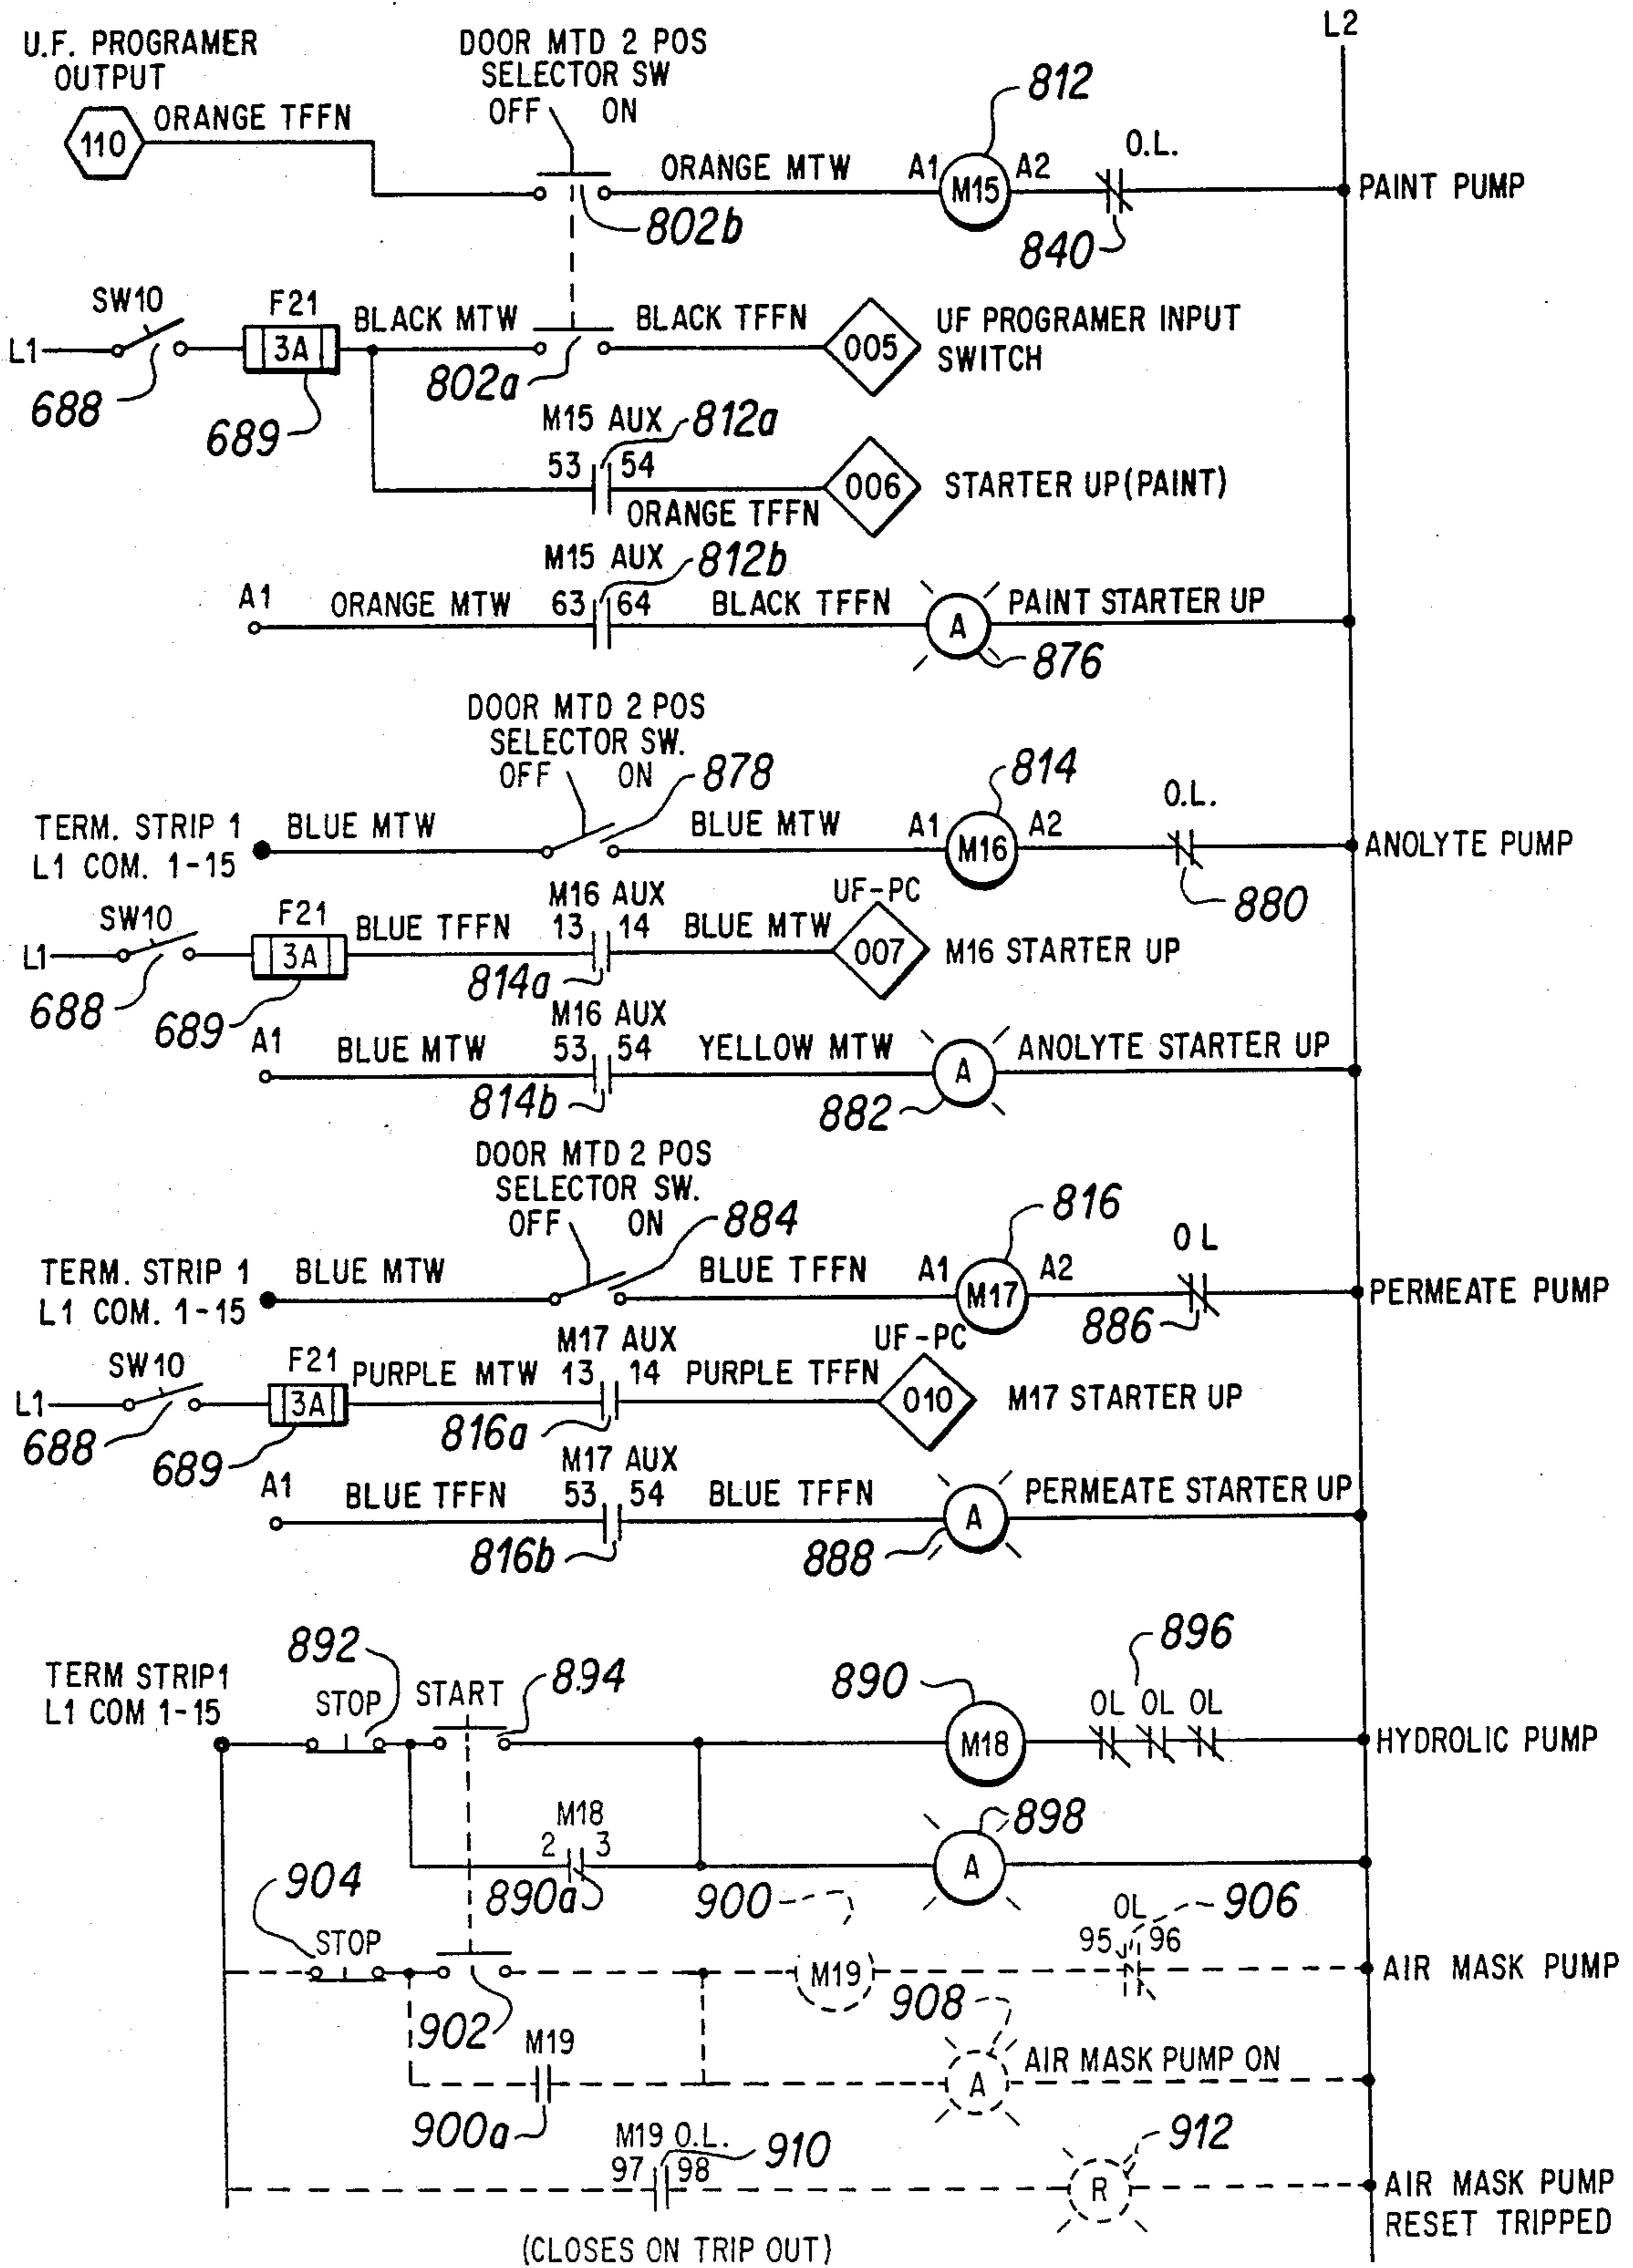 L2
U.F. PROGRAMER
OUTPUT
110
ORANGE TFFN
DOOR MTD 2 POS
SELECTOR SW
OFF ON
802b
ORANGE MTW
812
A1 M15 A2
O.L.
840
PAINT PUMP
L1
SW10
688
F21
3A
689
BLACK MTW
802a
BLACK TFFN
005
UF PROGRAMER INPUT
SWITCH
M15 AUX 812a
53 54
ORANGE TFFN
006
STARTER UP(PAINT)
M15 AUX 812b
A1 ORANGE MTW 63 64 BLACK TFFN
A
PAINT STARTER UP
876
DOOR MTD 2 POS
SELECTOR SW.
OFF ON 878
814
TERM. STRIP 1
L1 COM. 1-15
BLUE MTW
BLUE MTW
A1 M16 A2
O.L.
880
ANOLYTE PUMP
L1
SW10
688
F21
3A
689
BLUE TFFN
M16 AUX
13 14
814a
BLUE MTW
UF-PC
007
M16 STARTER UP
A1 BLUE MTW
M16 AUX
53 54
814b
YELLOW MTW
A
882
ANOLYTE STARTER UP
DOOR MTD 2 POS
SELECTOR SW.
OFF ON 884
816
TERM. STRIP 1
L1 COM. 1-15
BLUE MTW
BLUE TFFN
A1 M17 A2
O L
886
PERMEATE PUMP
L1
SW10
688
F21
3A
689
PURPLE MTW
M17 AUX
13 14
816a
PURPLE TFFN
UF-PC
010
M17 STARTER UP
A1 BLUE TFFN
M17 AUX
53 54
816b
BLUE TFFN
A
888
PERMEATE STARTER UP
TERM STRIP1
L1 COM 1-15
892
STOP
START
894
890
M18
896
OL OL OL
HYDROLIC PUMP
M18
2 3
890a
A
898
904
STOP
902
900
M19
OL
95 96
906
AIR MASK PUMP
M19
900a
908
A
AIR MASK PUMP ON
M19 O.L.
97 98
910
R
912
AIR MASK PUMP
RESET TRIPPED
(CLOSES ON TRIP OUT)